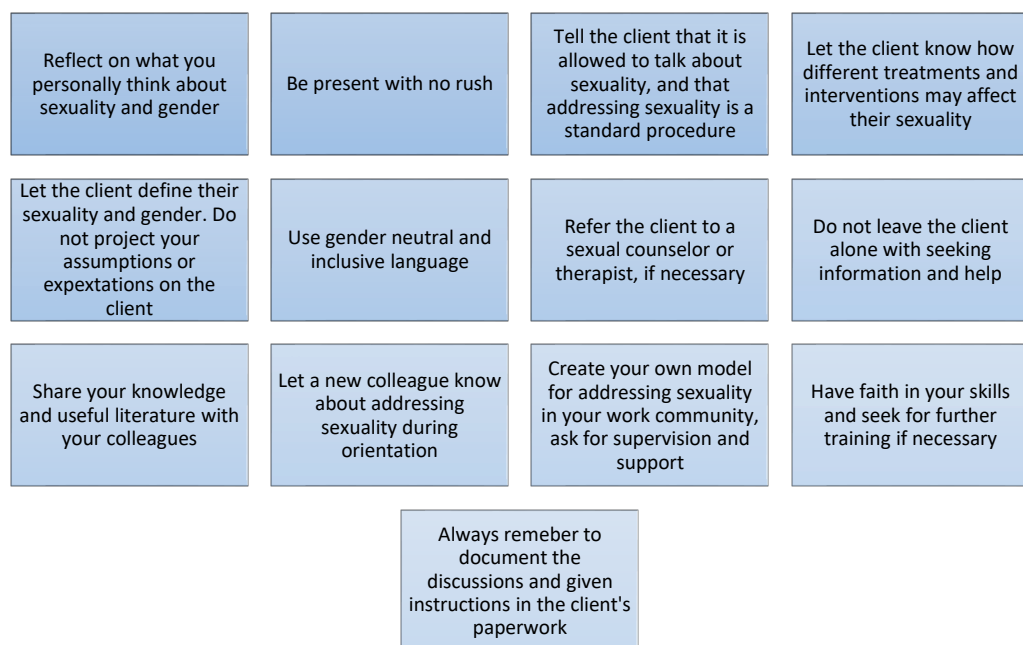 Reflect on what you
personally think about
sexuality and gender
Be present with no rush
Tell the client that it is
allowed to talk about
sexuality, and that
addressing sexuality is a
standard procedure
Let the client know how
different treatments and
interventions may affect
their sexuality
Let the client define their
sexuality and gender. Do
not project your
assumptions or
expextations on the
client
Use gender neutral and
inclusive language
Refer the client to a
sexual counselor or
therapist, if necessary
Do not leave the client
alone with seeking
information and help
Share your knowledge
and useful literature with
your colleagues
Let a new colleague know
about addressing
sexuality during
orientation
Create your own model
for addressing sexuality
in your work community,
ask for supervision and
support
Have faith in your skills
and seek for further
training if necessary
Always remeber to
document the
discussions and given
instructions in the client's
paperwork